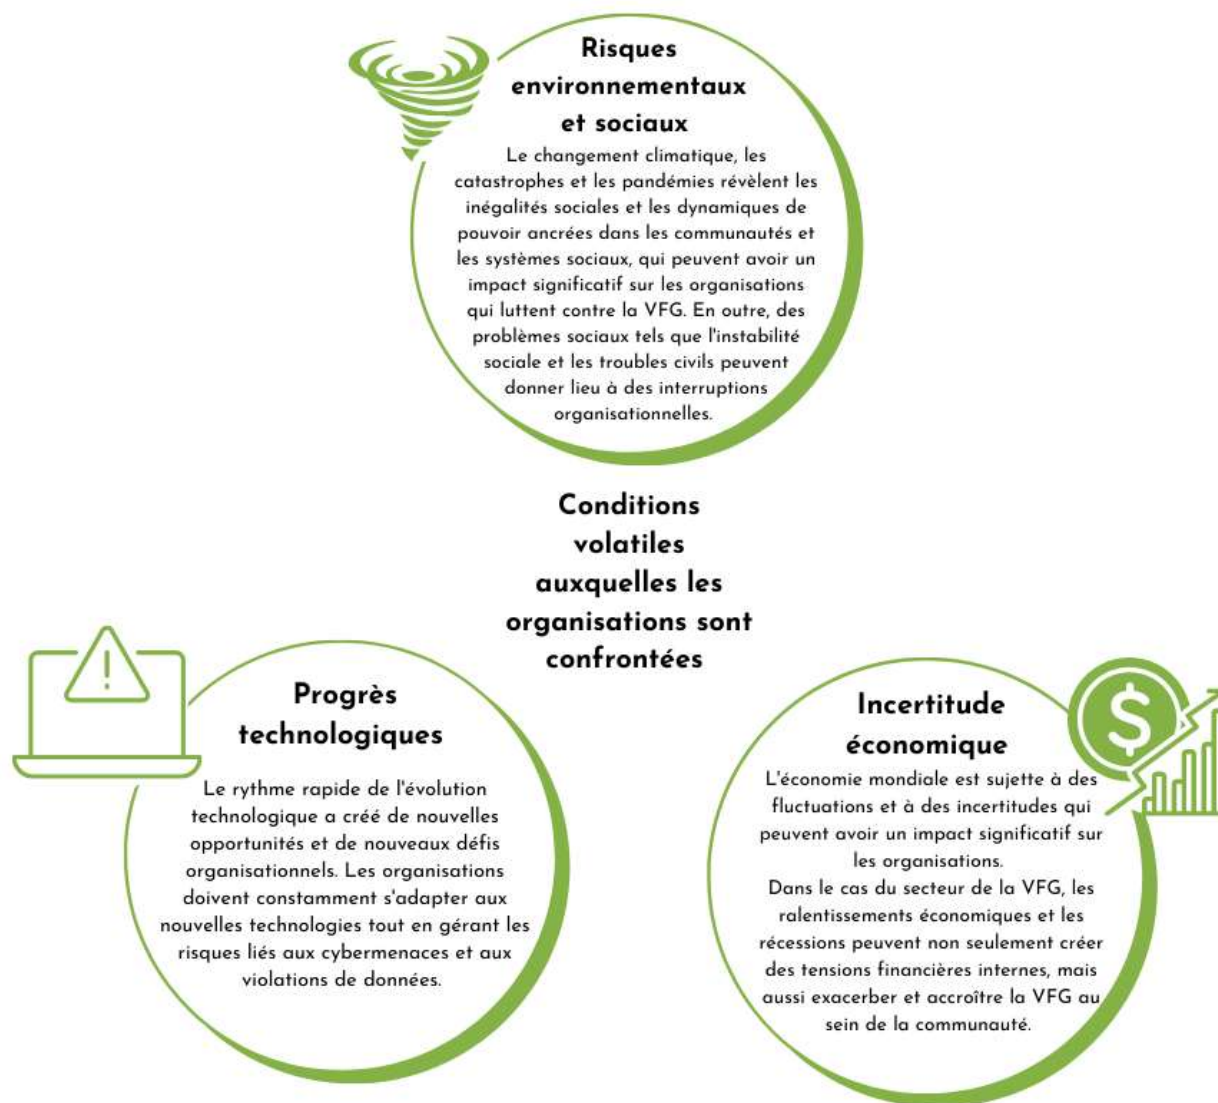 Risques
environnementaux
et sociaux
Le changement climatique, les
catastrophes et les pandémies révèlent les
inégalités sociales et les dynamiques de
pouvoir ancrées dans les communautés et
les systèmes sociaux, qui peuvent avoir un
impact significatif sur les organisations
qui luttent contre la VFG. En outre, des
problèmes sociaux tels que l'instabilité
sociale et les troubles civils peuvent
donner lieu à des interruptions
organisationnelles.
Conditions
volatiles
auxquelles les
organisations sont
confrontées
Progrès
technologiques
Le rythme rapide de l'évolution
technologique a créé de nouvelles
opportunités et de nouveaux défis
organisationnels. Les organisations
doivent constamment s'adapter aux
nouvelles technologies tout en gérant les
risques liés aux cybermenaces et aux
violations de données.
Incertitude
économique
L'économie mondiale est sujette à des
fluctuations et à des incertitudes qui
peuvent avoir un impact significatif sur
les organisations.
Dans le cas du secteur de la VFG, les
ralentissements économiques et les
récessions peuvent non seulement créer
des tensions financières internes, mais
aussi exacerber et accroître la VFG au
sein de la communauté.